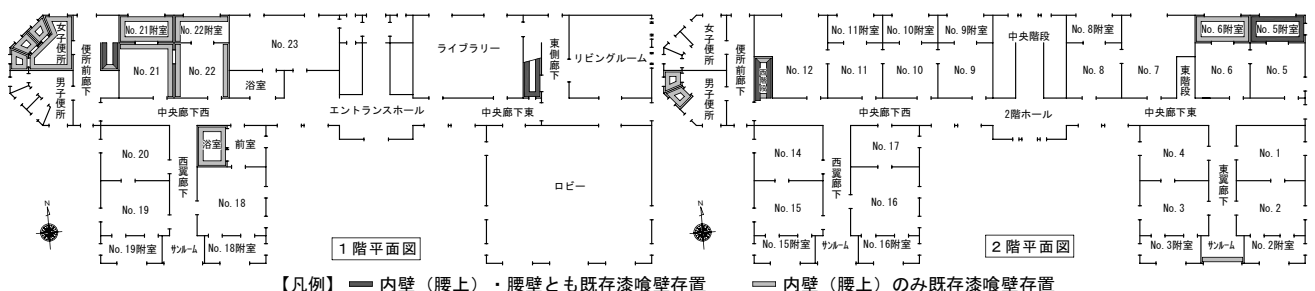 女子便所
男子便所
便所前廊下
No.21附室
No.22附室
No.21
No.22
No.23
浴室
中央廊下西
エントランスホール
ライブラリー
東側廊下
リビングルーム
中央廊下東
No.20
No.19
No.19附室
西翼廊下
サンルーム
浴室
前室
No.18
No.18附室
ロビー
N
1階平面図
女子便所
男子便所
便所前廊下
西階段
No.12
No.11附室
No.10附室
No.9附室
No.11
No.10
No.9
中央階段
No.8附室
No.8
No.7
東階段
No.6附室
No.5附室
No.6
No.5
中央廊下西
2階ホール
中央廊下東
No.14
No.15
No.15附室
西翼廊下
サンルーム
No.17
No.16
No.16附室
No.4
No.3
No.3附室
東翼廊下
サンルーム
No.1
No.2
No.2附室
N
2階平面図
【凡例】 内壁（腰上）・腰壁とも既存漆喰壁存置 内壁（腰上）のみ既存漆喰壁存置